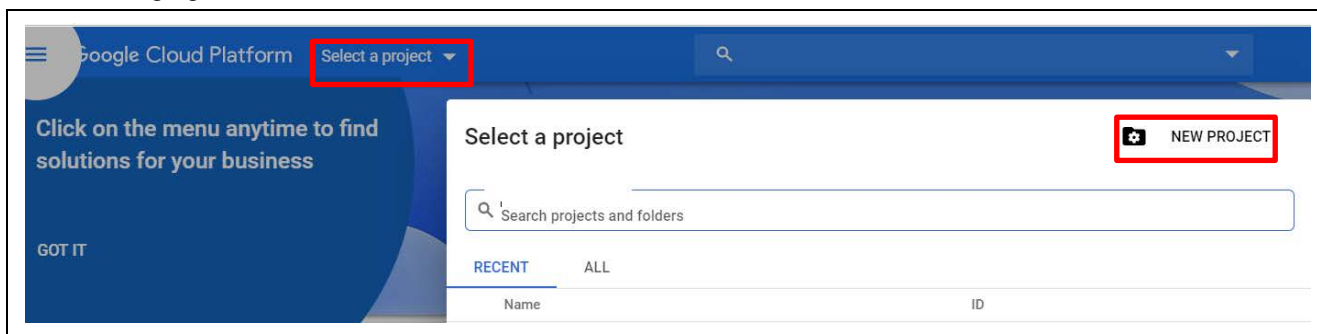 Google Cloud Platform Select a project
Click on the menu anytime to find
solutions for your business
GOT IT
Select a project NEW PROJECT
Search projects and folders
RECENT ALL
Name ID